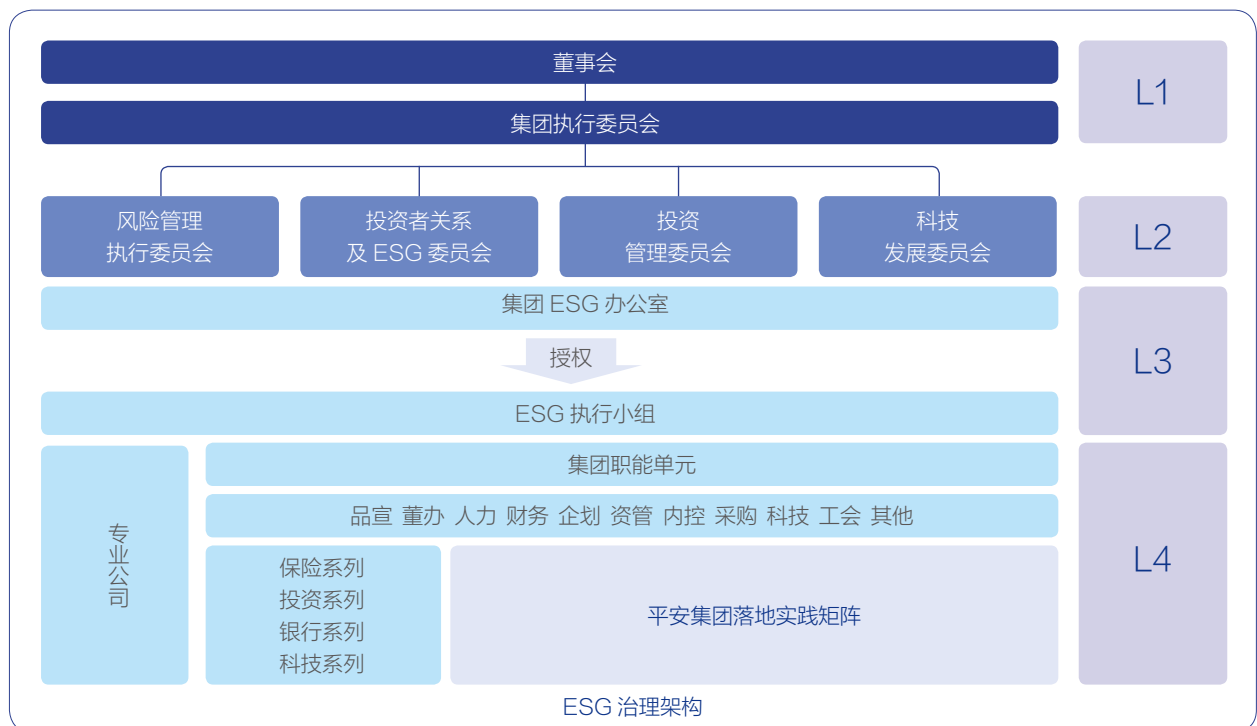 董事会
L1
集团执行委员会
风险管理
执行委员会
投资者关系
及 ESG 委员会
投资
管理委员会
科技
发展委员会
L2
集团 ESG 办公室
授权
L3
ESG 执行小组
专业公司
集团职能单元
品宣 董办 人力 财务 企划 资管 内控 采购 科技 工会 其他
保险系列
投资系列
银行系列
科技系列
平安集团落地实践矩阵
L4
ESG 治理架构